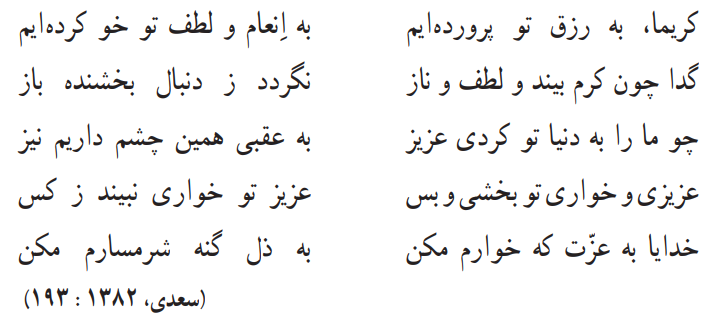 کریما، به رزق تو پرورده‌ایم به اِنعام و لطف تو خو کرده‌ایم
گدا چون کرم بیند و لطف و ناز نگردد ز دنبال بخشنده باز
چو ما را به دنیا تو کردی عزیز به عقبی همین چشم داریم نیز
عزیزی و خواری تو بخشی و بس عزیز تو خواری نبیند ز کس
خدایا به عزّت که خوارم مکن به ذل گنه شرمسارم مکن
(سعدی، ۱۳۸۲ : ۱۹۳)